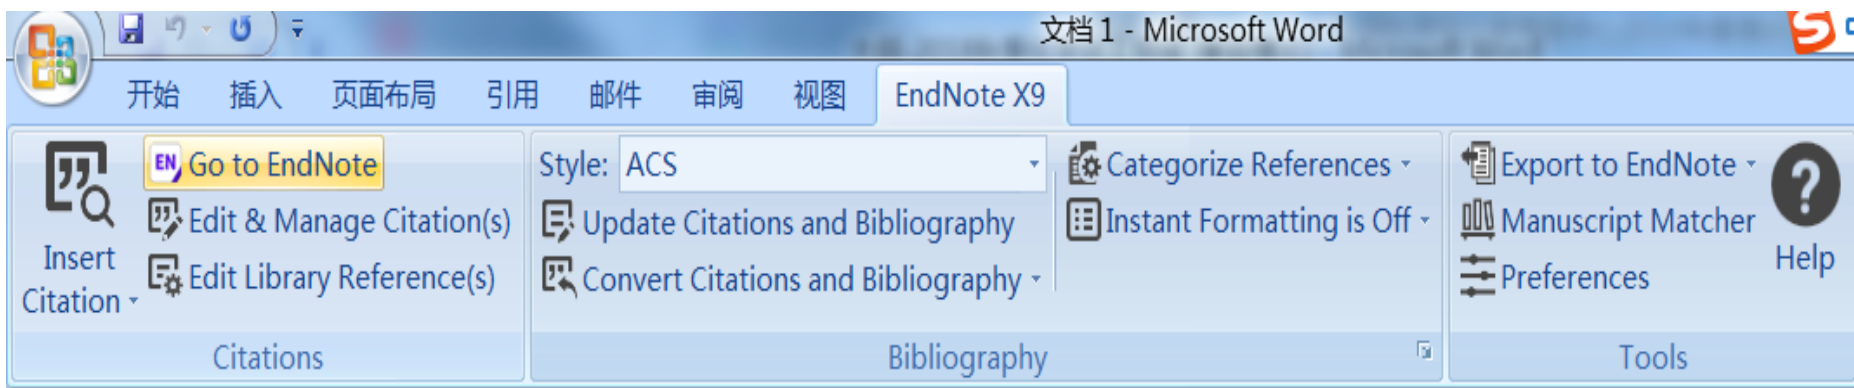 文档 1 - Microsoft Word
开始 插入 页面布局 引用 邮件 审阅 视图 EndNote X9
Insert Citation
EN Go to EndNote
Edit & Manage Citation(s)
Edit Library Reference(s)
Citations
Style: ACS
Update Citations and Bibliography
Convert Citations and Bibliography
Categorize References
Instant Formatting is Off
Bibliography
Export to EndNote
Manuscript Matcher
Preferences
Help
Tools